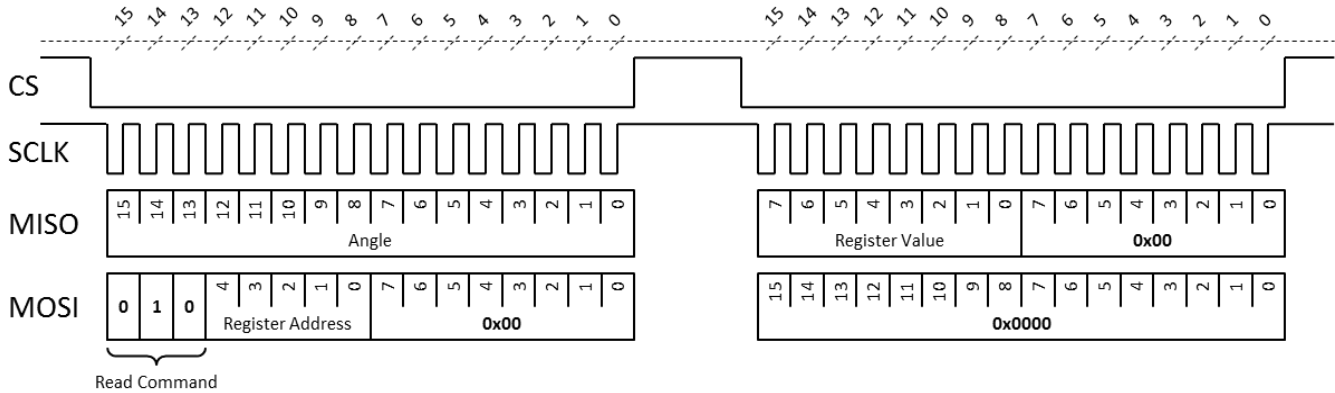 15 14 13 12 11 10 9 8 7 6 5 4 3 2 1 0 15 14 13 12 11 10 9 8 7 6 5 4 3 2 1 0
CS
SCLK
MISO 15 14 13 12 11 10 9 8 7 6 5 4 3 2 1 0 7 6 5 4 3 2 1 0 7 6 5 4 3 2 1 0
Angle Register Value 0x00
MOSI 0 1 0 4 3 2 1 0 7 6 5 4 3 2 1 0 15 14 13 12 11 10 9 8 7 6 5 4 3 2 1 0
Register Address 0x00 0x0000
Read Command